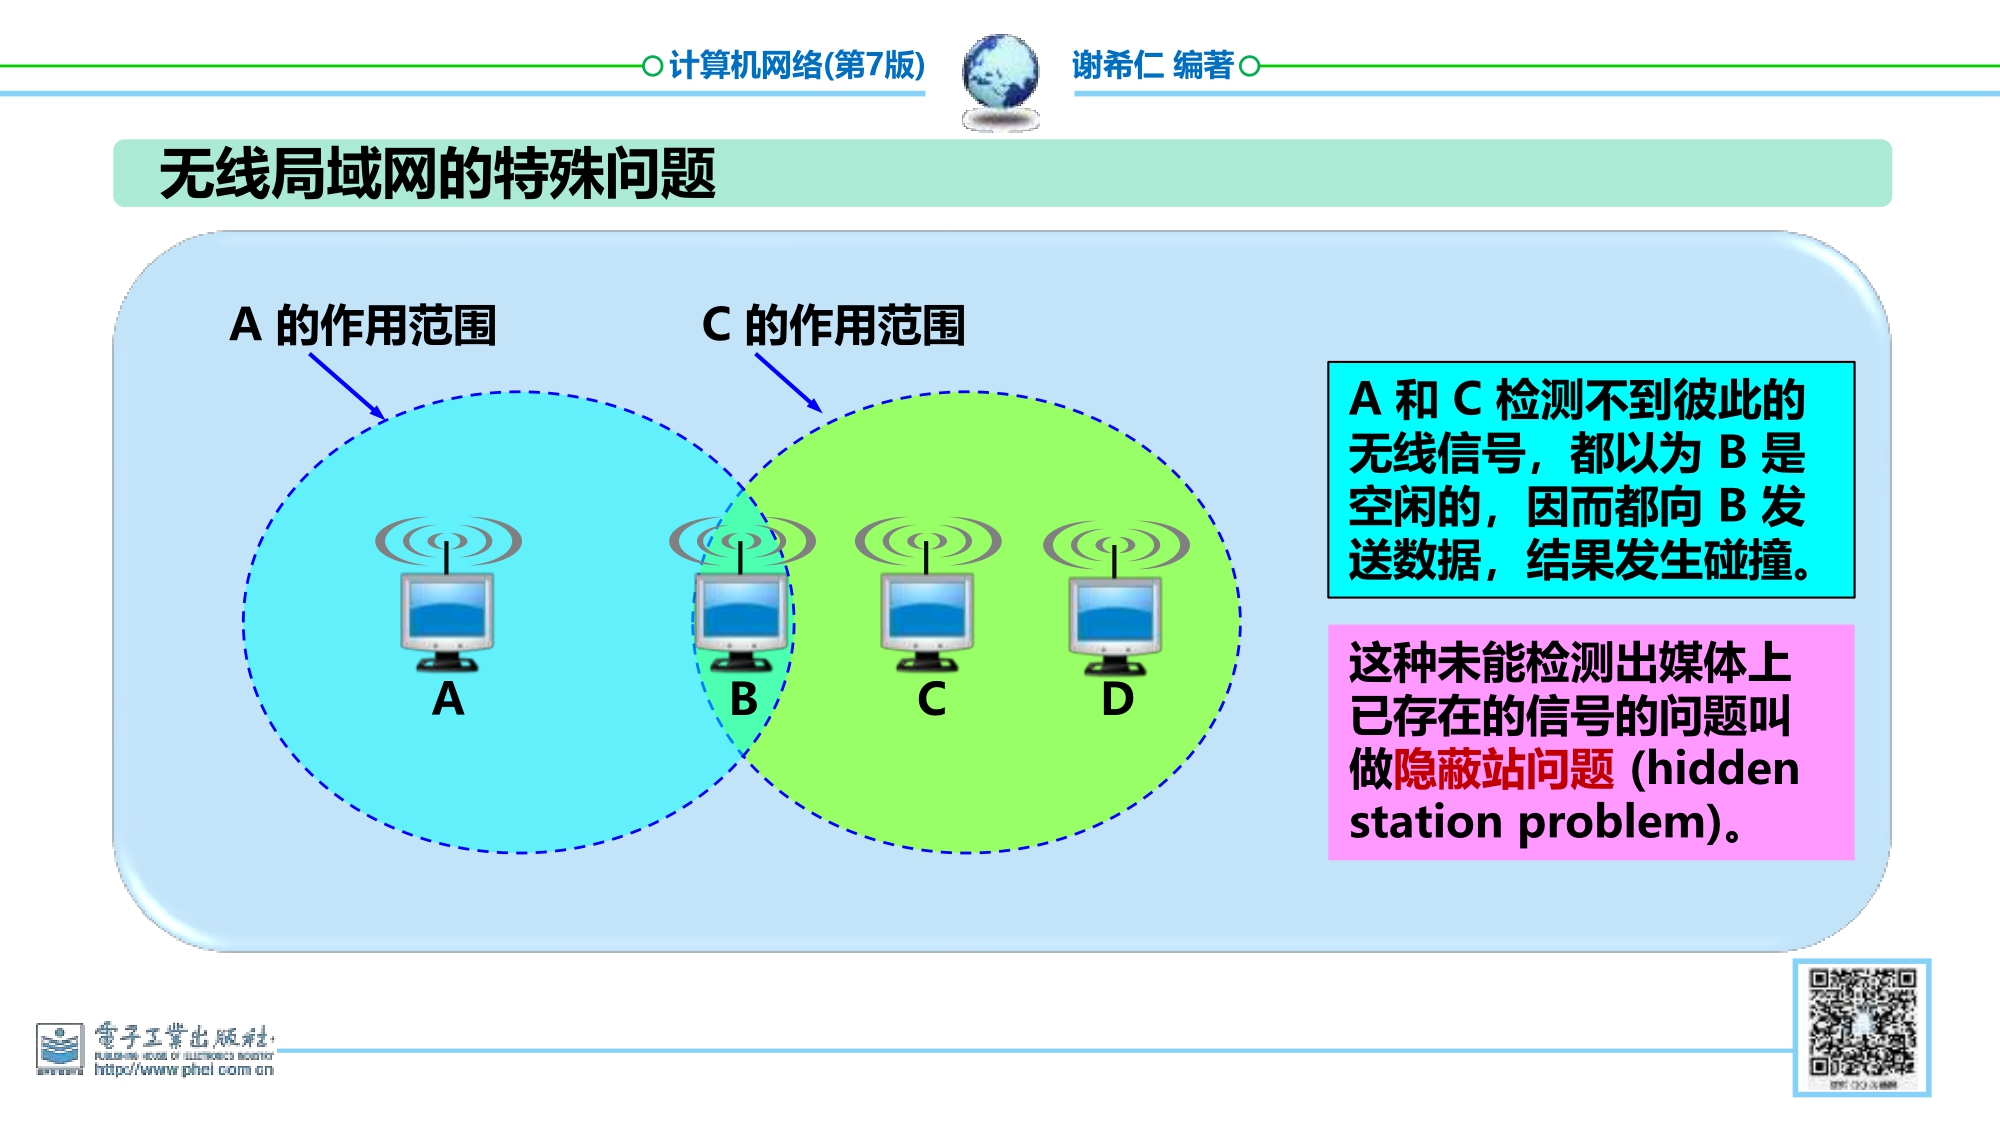 计算机网络(第7版)
谢希仁 编著
无线局域网的特殊问题
A 的作用范围
C 的作用范围
A 和 C 检测不到彼此的
无线信号，都以为 B 是
空闲的，因而都向 B 发
送数据，结果发生碰撞。
A
B
C
D
这种未能检测出媒体上
已存在的信号的问题叫
做隐蔽站问题 (hidden
station problem)。
電子工業出版社
PUBLISHING HOUSE OF ELECTRONICS INDUSTRY
http://www.phei.com.cn